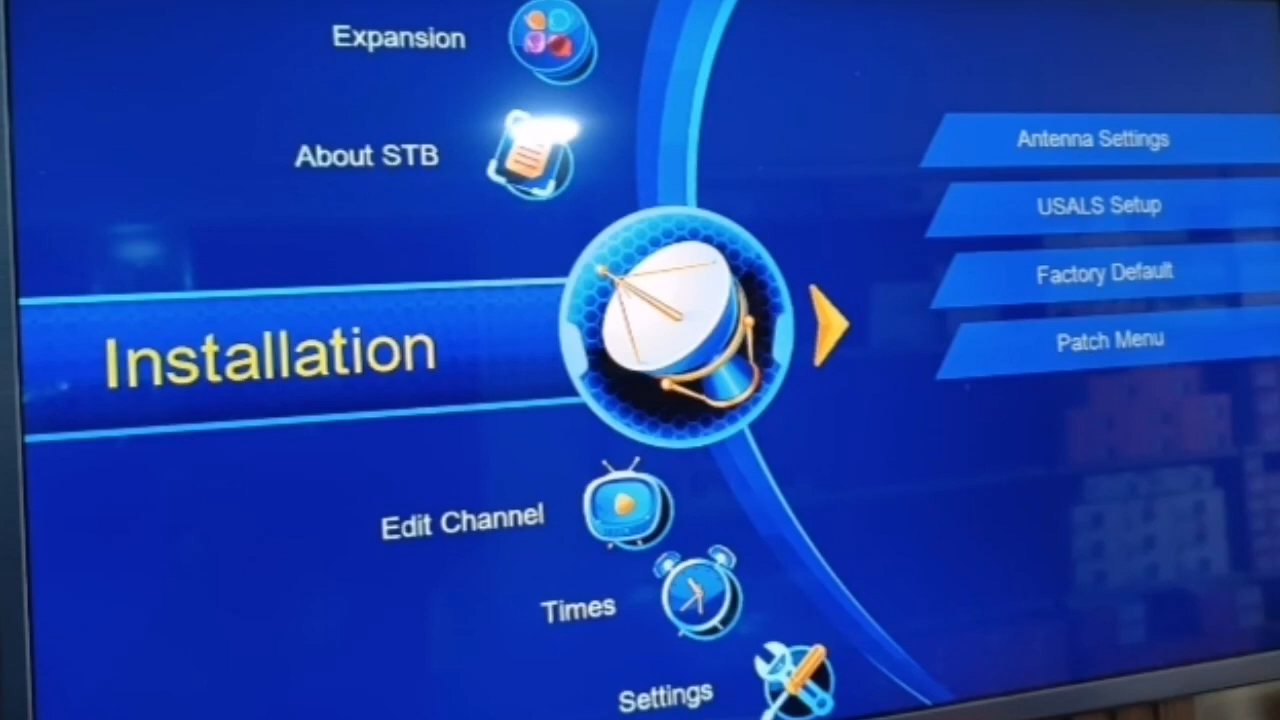 Expansion
About STB
Installation
Edit Channel
Times
Settings
Antenna Settings
USALS Setup
Factory Default
Patch Menu